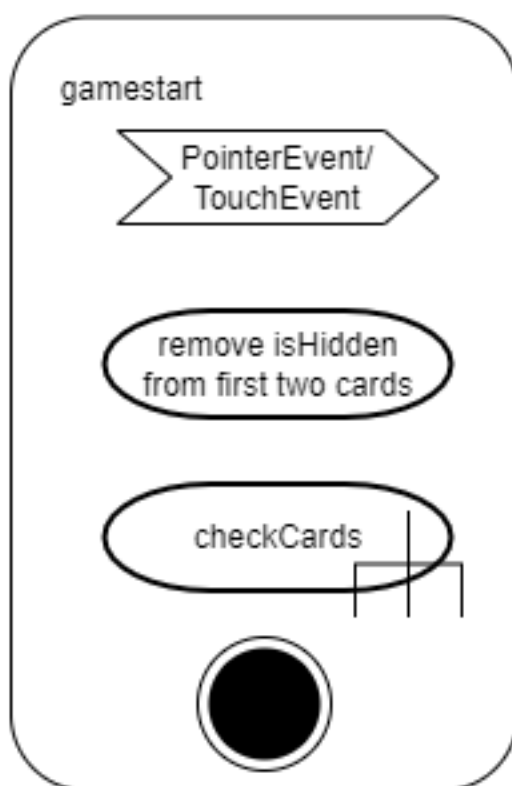 gamestart
PointerEvent/
TouchEvent
remove isHidden
from first two cards
checkCards